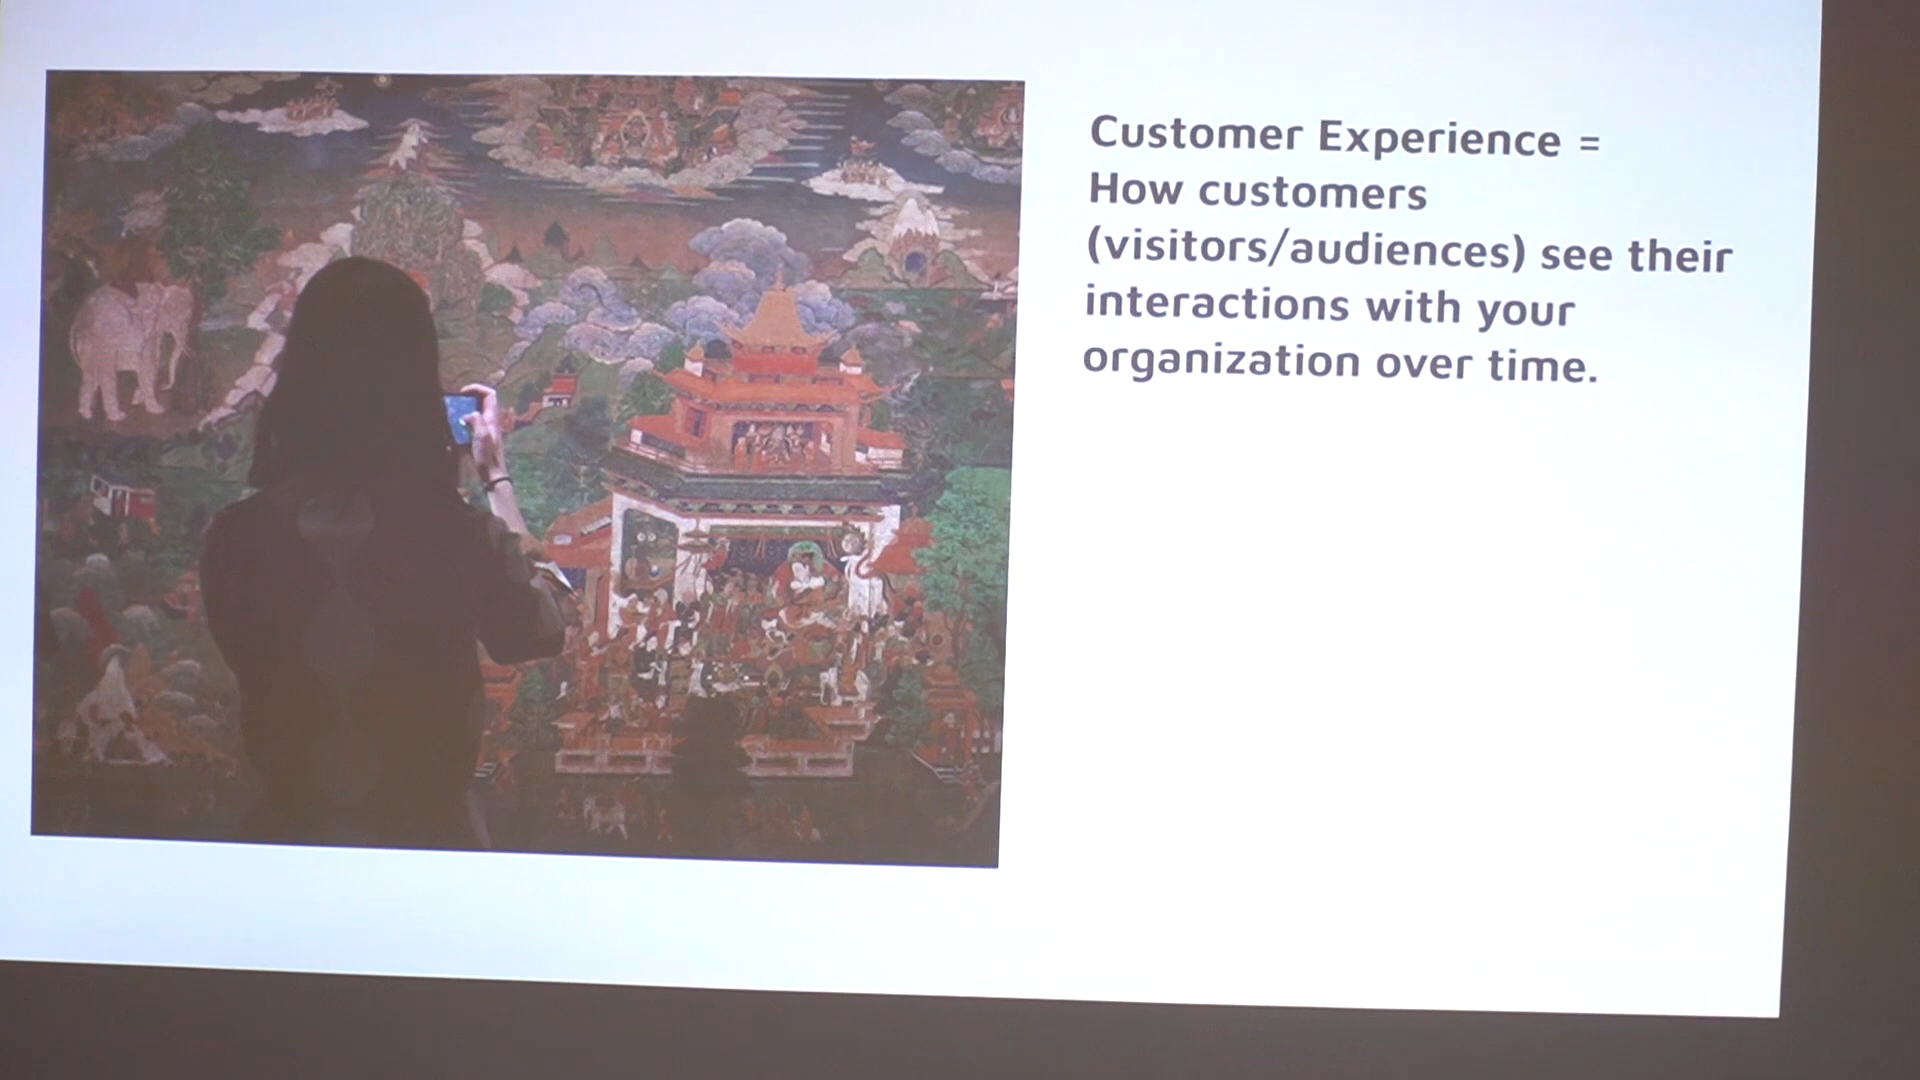 Customer Experience =
How customers
(visitors/audiences) see their
interactions with your
organization over time.